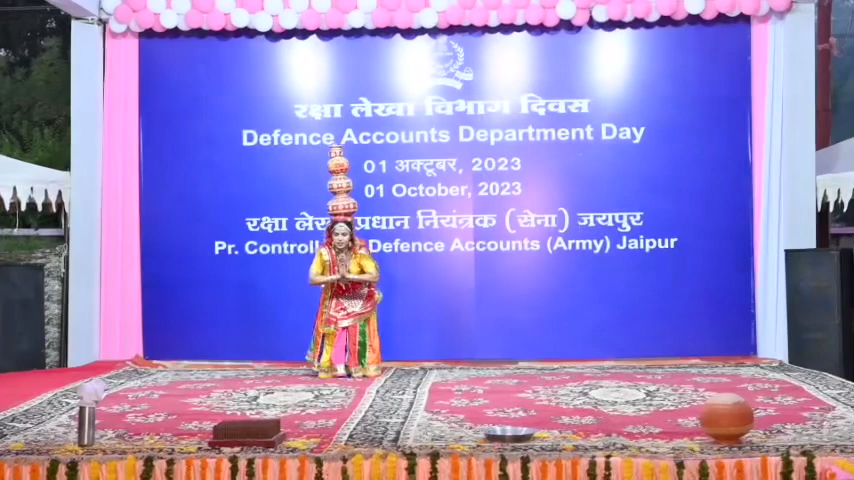 रक्षा लेखा विभाग दिवस
Defence Accounts Department Day
01 अक्टूबर, 2023
01 October, 2023
रक्षा लेखा प्रधान नियंत्रक (सेना) जयपुर
Pr. Controller Defence Accounts (Army) Jaipur